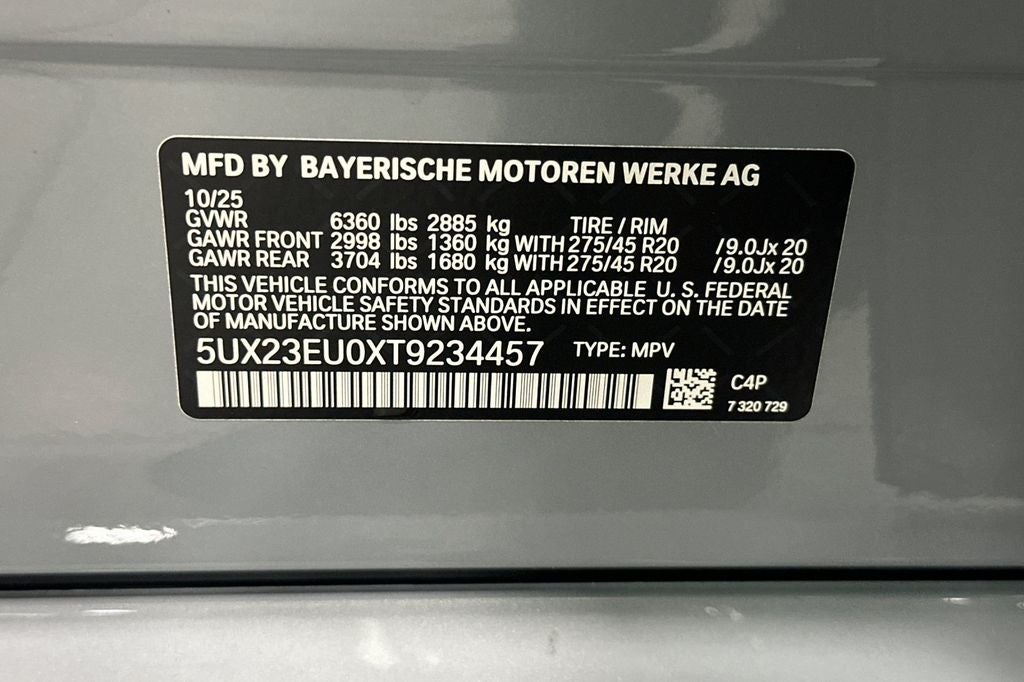 MFD BY BAYERISCHE MOTOREN WERKE AG
10/25
GVWR 6360 lbs 2885 kg TIRE / RIM
GAWR FRONT 2998 lbs 1360 kg WITH 275/45 R20 /9.0Jx 20
GAWR REAR 3704 lbs 1680 kg WITH 275/45 R20 /9.0Jx 20
THIS VEHICLE CONFORMS TO ALL APPLICABLE U. S. FEDERAL
MOTOR VEHICLE SAFETY STANDARDS IN EFFECT ON THE DATE
OF MANUFACTURE SHOWN ABOVE.
5UX23EU0XT9234457 TYPE: MPV
C4P
7 320 729